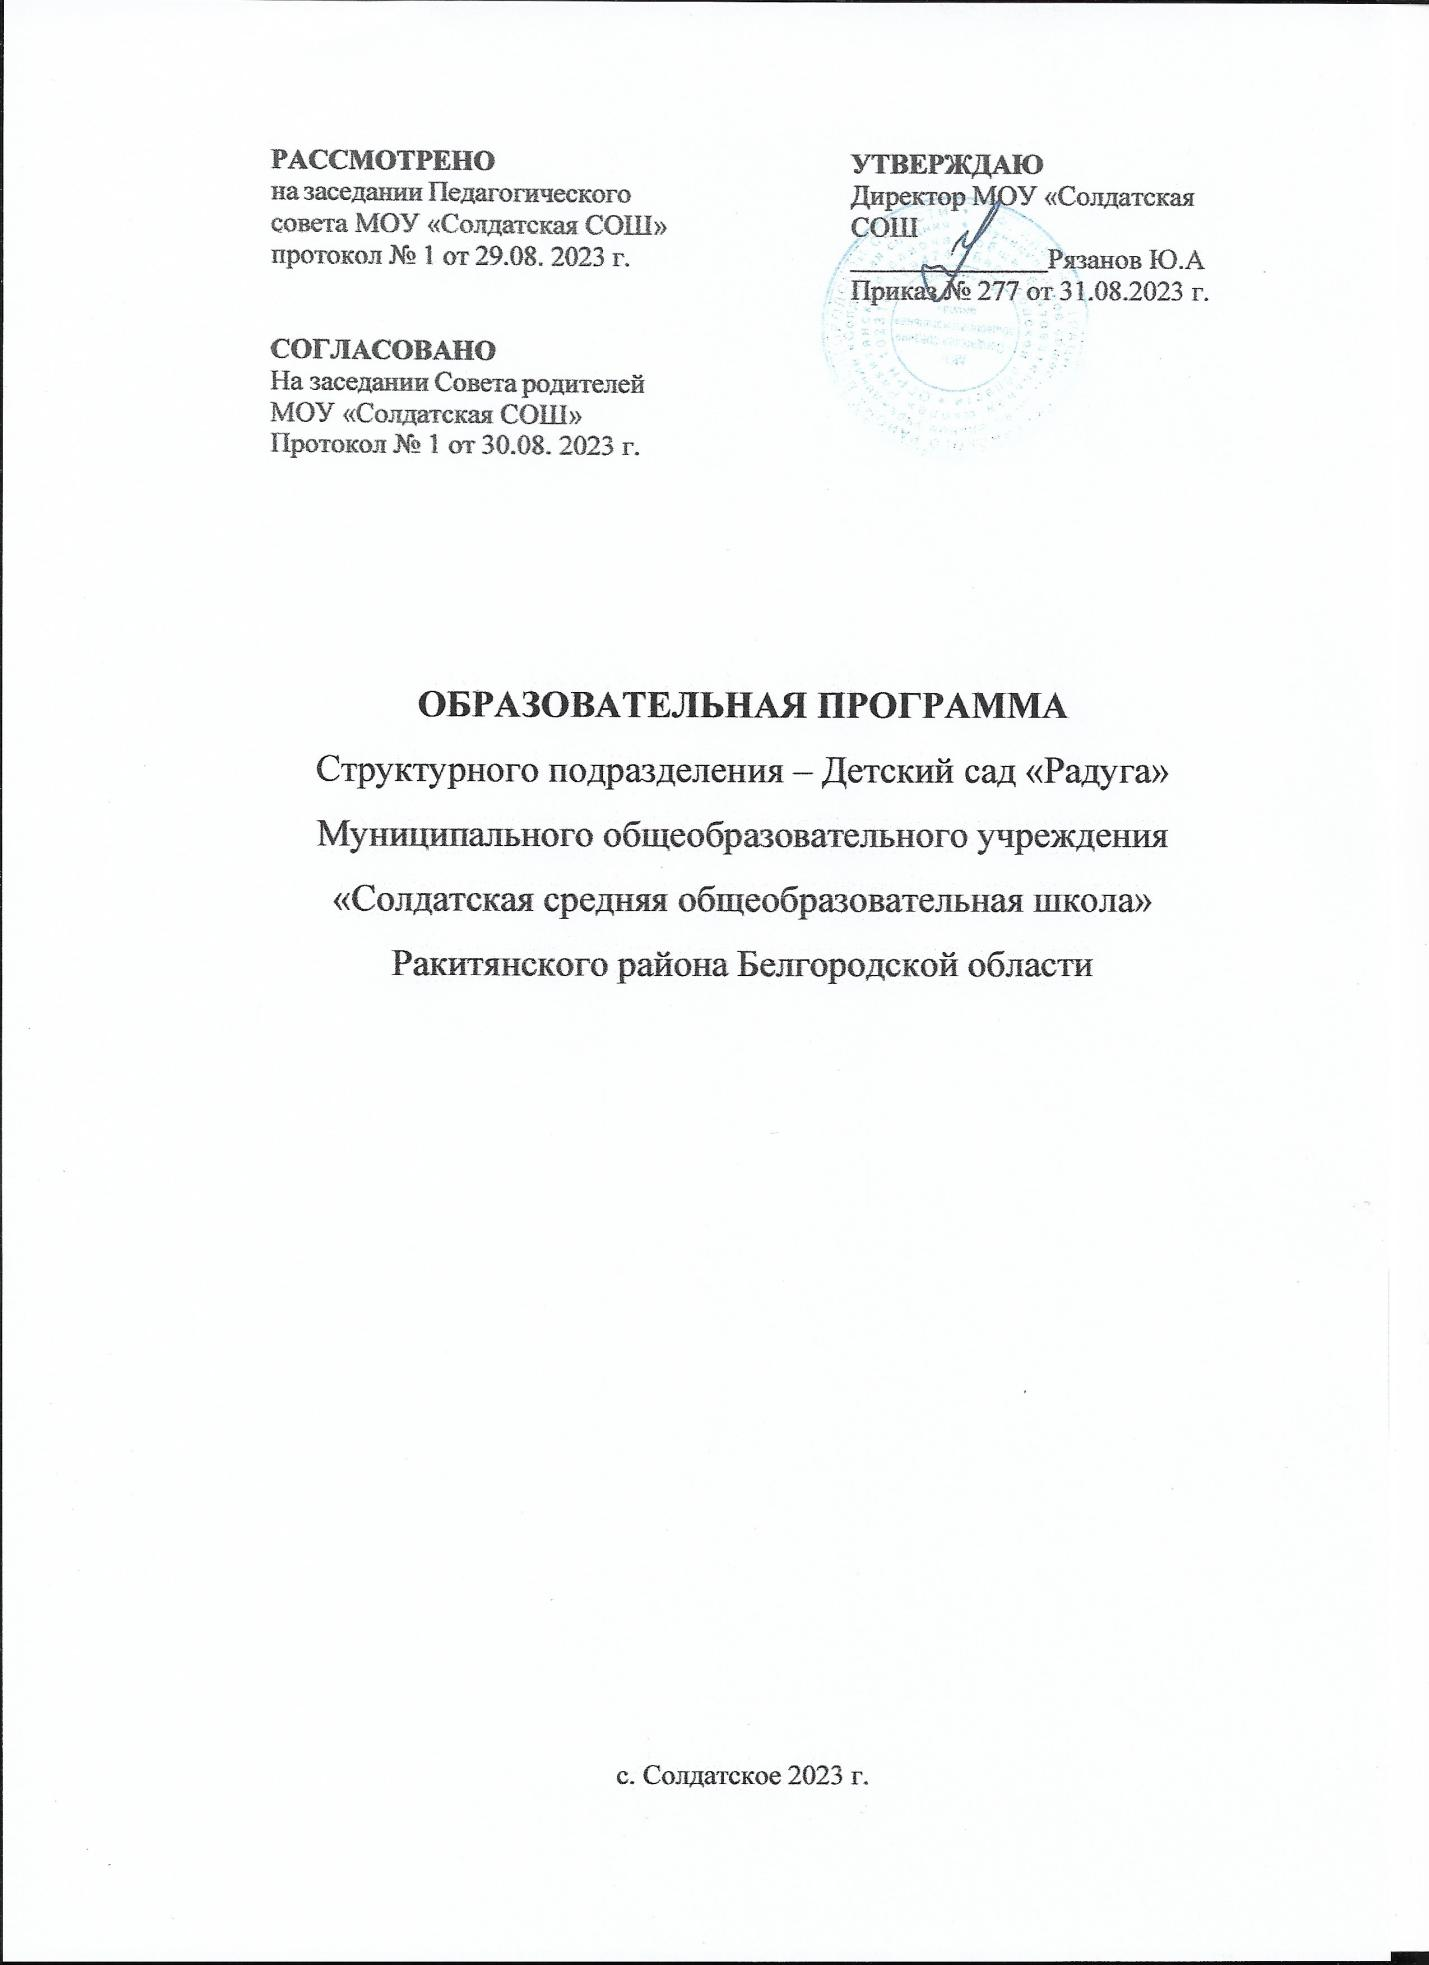 РАССМОТРЕНО
на заседании Педагогического
совета МОУ «Солдатская СОШ»
протокол № 1 от 29.08. 2023 г.
СОГЛАСОВАНО
На заседании Совета родителей
МОУ «Солдатская СОШ»
Протокол № 1 от 30.08. 2023 г.
УТВЕРЖДАЮ
Директор МОУ «Солдатская
СОШ
______________Рязанов Ю.А
Приказ № 277 от 31.08.2023 г.
ОБРАЗОВАТЕЛЬНАЯ ПРОГРАММА
Структурного подразделения – Детский сад «Радуга»
Муниципального общеобразовательного учреждения
«Солдатская средняя общеобразовательная школа»
Ракитянского района Белгородской области
с. Солдатское 2023 г.